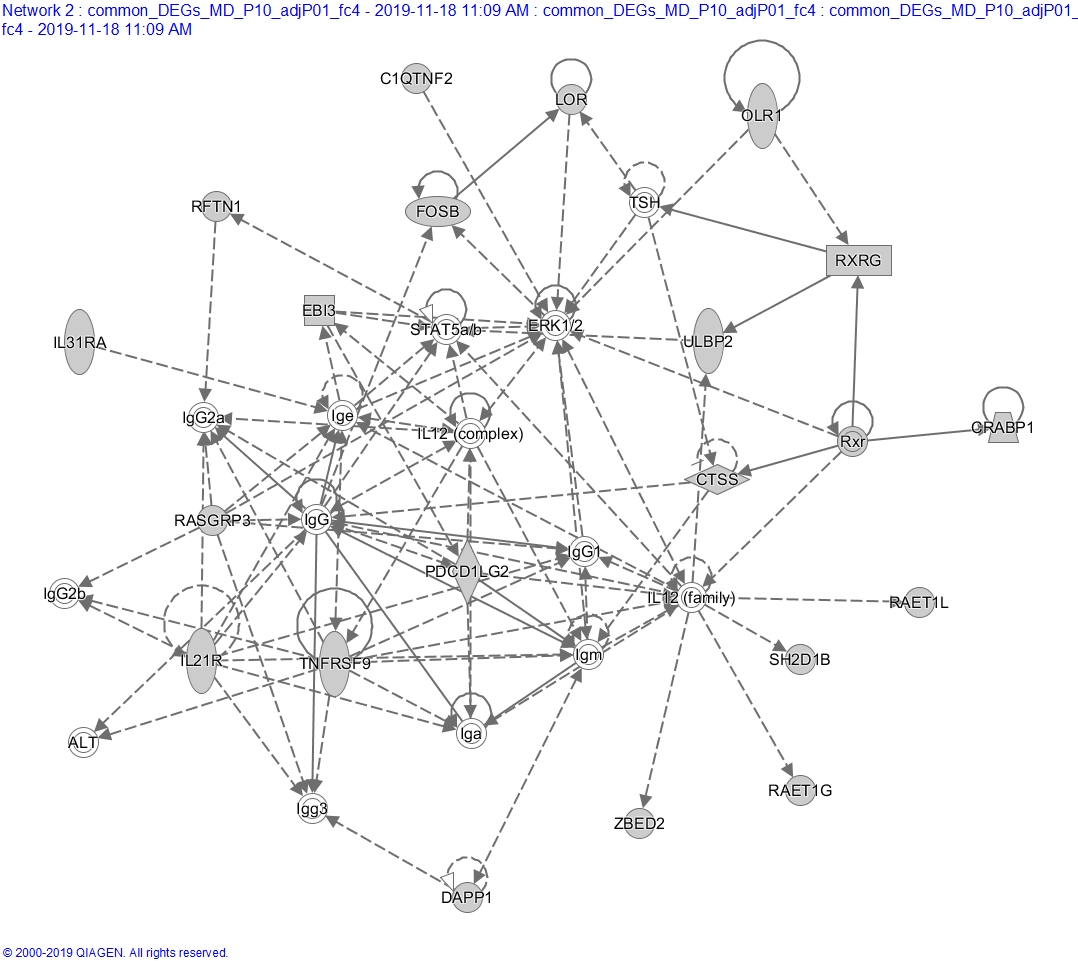 Network 2 : common_DEGs_MD_P10_adjP01_fc4 - 2019-11-18 11:09 AM : common_DEGs_MD_P10_adjP01_fc4 : common_DEGs_MD_P10_adjP01_
fc4 - 2019-11-18 11:09 AM
C1QTNF2
LOR
OLR1
TSH
RFTN1
FOSB
RXRG
EBI3
STAT5a/b
ERK1/2
IL31RA
ULBP2
IgG2a
Ige
IL12 (complex)
Rxr
CRABP1
CTSS
RASGRP3
IgG
IgG1
PDCD1LG2
IgG2b
IL12 (family)
RAET1L
IL21R
TNFRSF9
Igm
SH2D1B
ALT
Iga
RAET1G
Igg3
ZBED2
DAPP1
© 2000-2019 QIAGEN. All rights reserved.